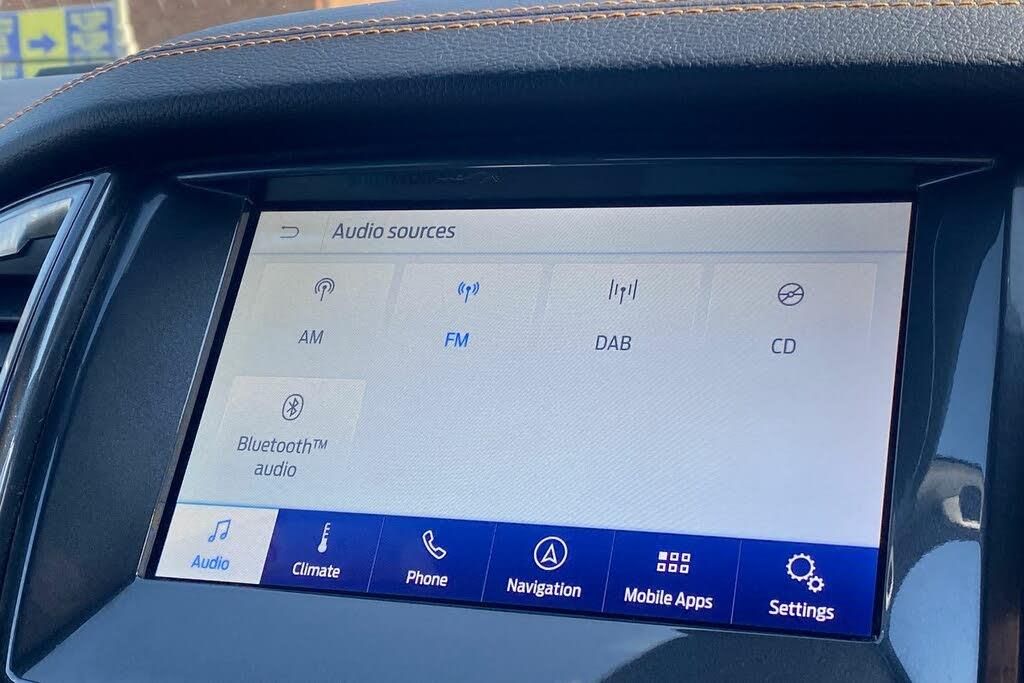 Audio sources
AM
FM
DAB
CD
Bluetooth™
audio
Audio
Climate
Phone
Navigation
Mobile Apps
Settings